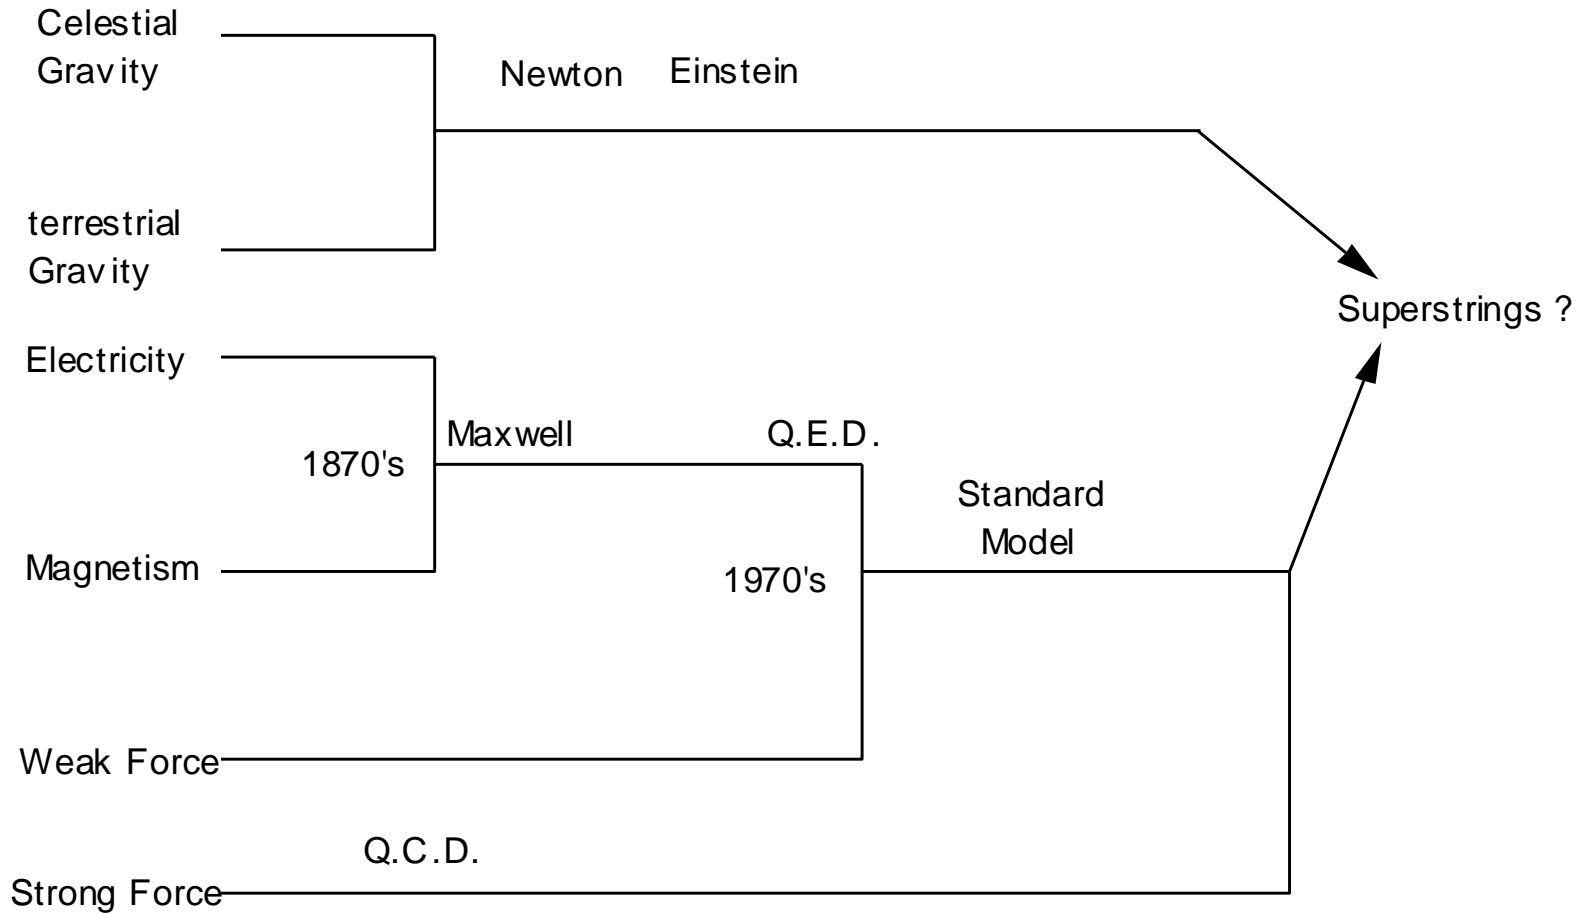 Celestial
Gravity
Newton
Einstein
terrestrial
Gravity
Superstrings ?
Electricity
Maxwell
Q.E.D.
1870's
Standard
Model
Magnetism
1970's
Weak Force
Q.C.D.
Strong Force